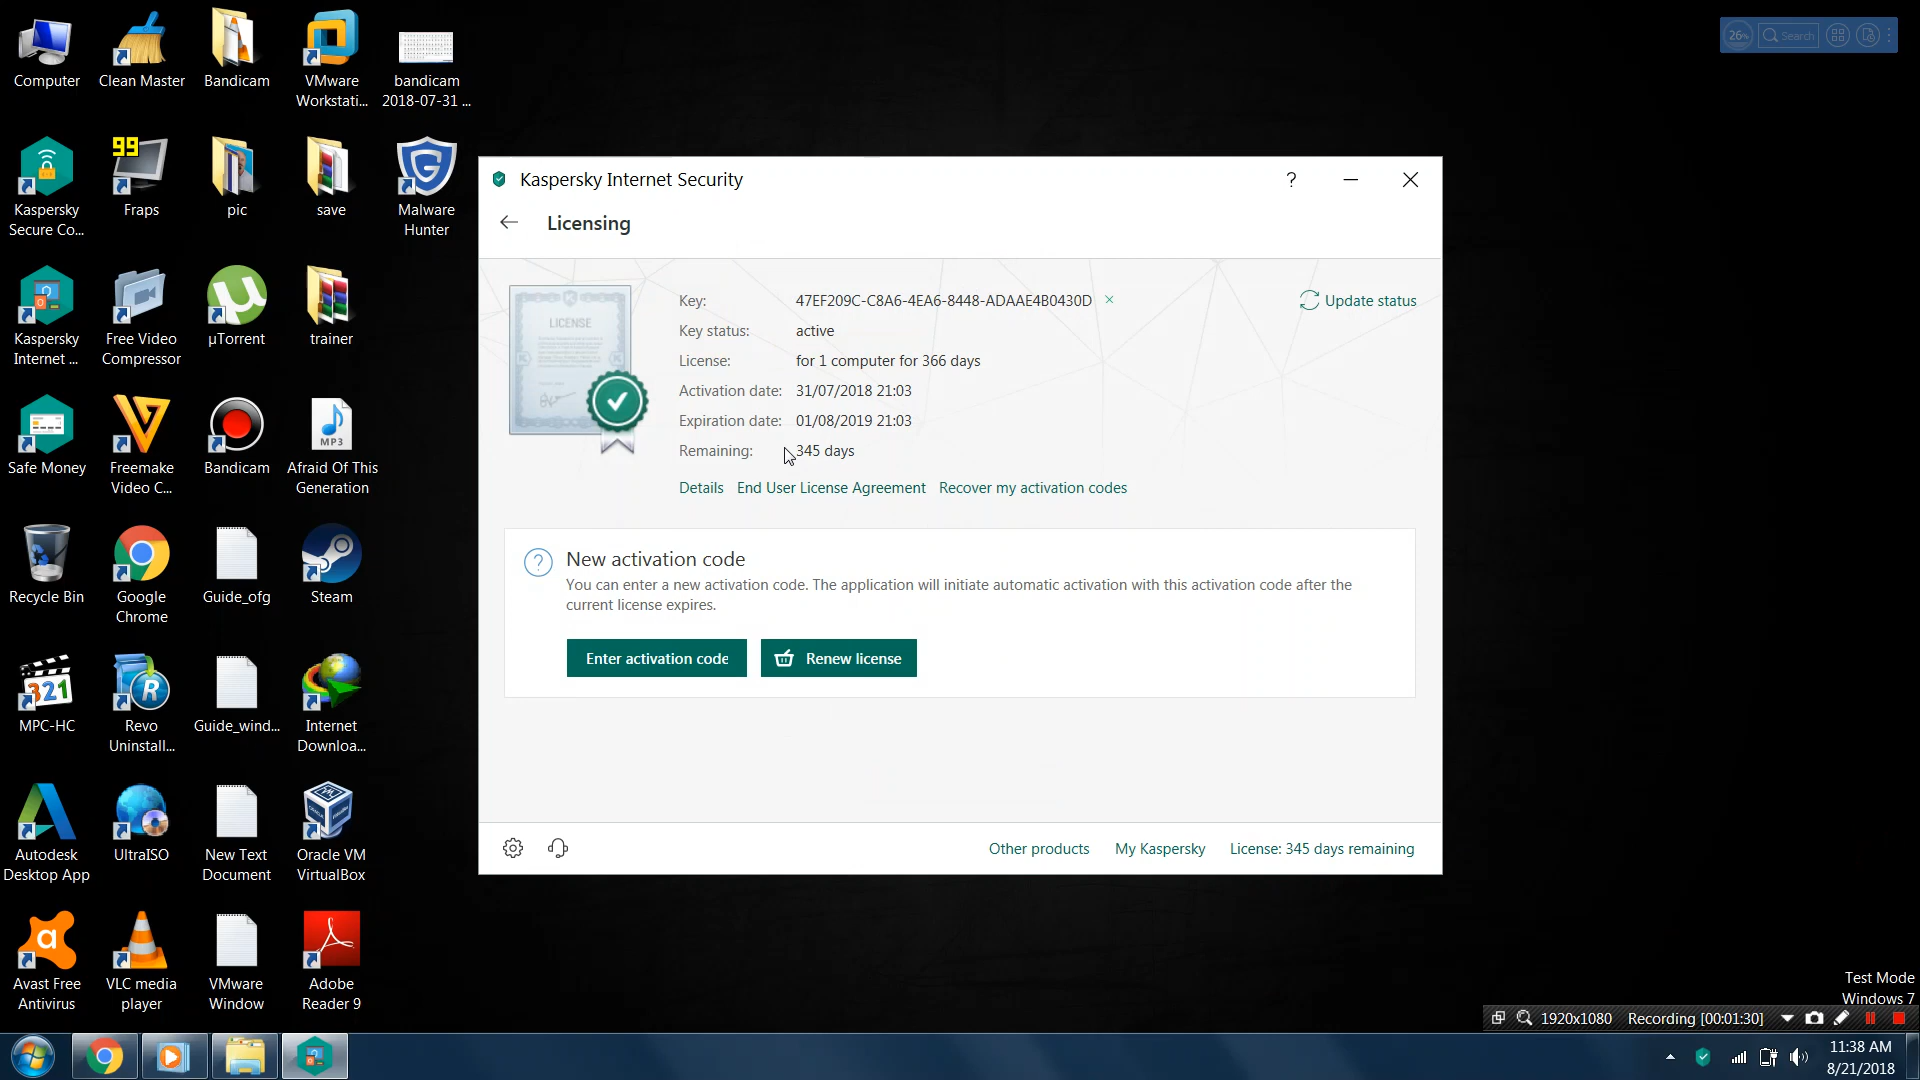 Computer
Clean Master
Bandicam
VMware
Workstati...
bandicam
2018-07-31 ...
26%
Search
Kaspersky
Secure Co...
99
Fraps
pic
save
Malware
Hunter
Kaspersky
Internet ...
Free Video
Compressor
µTorrent
trainer
Safe Money
Freemake
Video C...
Bandicam
MP3
Afraid Of This
Generation
Recycle Bin
Google
Chrome
Guide_ofg
Steam
321
MPC-HC
R
Revo
Uninstall...
Guide_wind...
Internet
Downloa...
Autodesk
Desktop App
UltraISO
New Text
Document
Oracle VM
VirtualBox
Avast Free
Antivirus
VLC media
player
VMware
Window
Adobe
Reader 9
Kaspersky Internet Security
?
Licensing
LICENSE
Key: 47EF209C-C8A6-4EA6-8448-ADAAE4B0430D
Update status
Key status: active
License: for 1 computer for 366 days
Activation date: 31/07/2018 21:03
Expiration date: 01/08/2019 21:03
Remaining: 345 days
Details End User License Agreement Recover my activation codes
?
New activation code
You can enter a new activation code. The application will initiate automatic activation with this activation code after the
current license expires.
Enter activation code
Renew license
Other products My Kaspersky License: 345 days remaining
Test Mode
Windows 7
1920x1080 Recording [00:01:30]
11:38 AM
8/21/2018